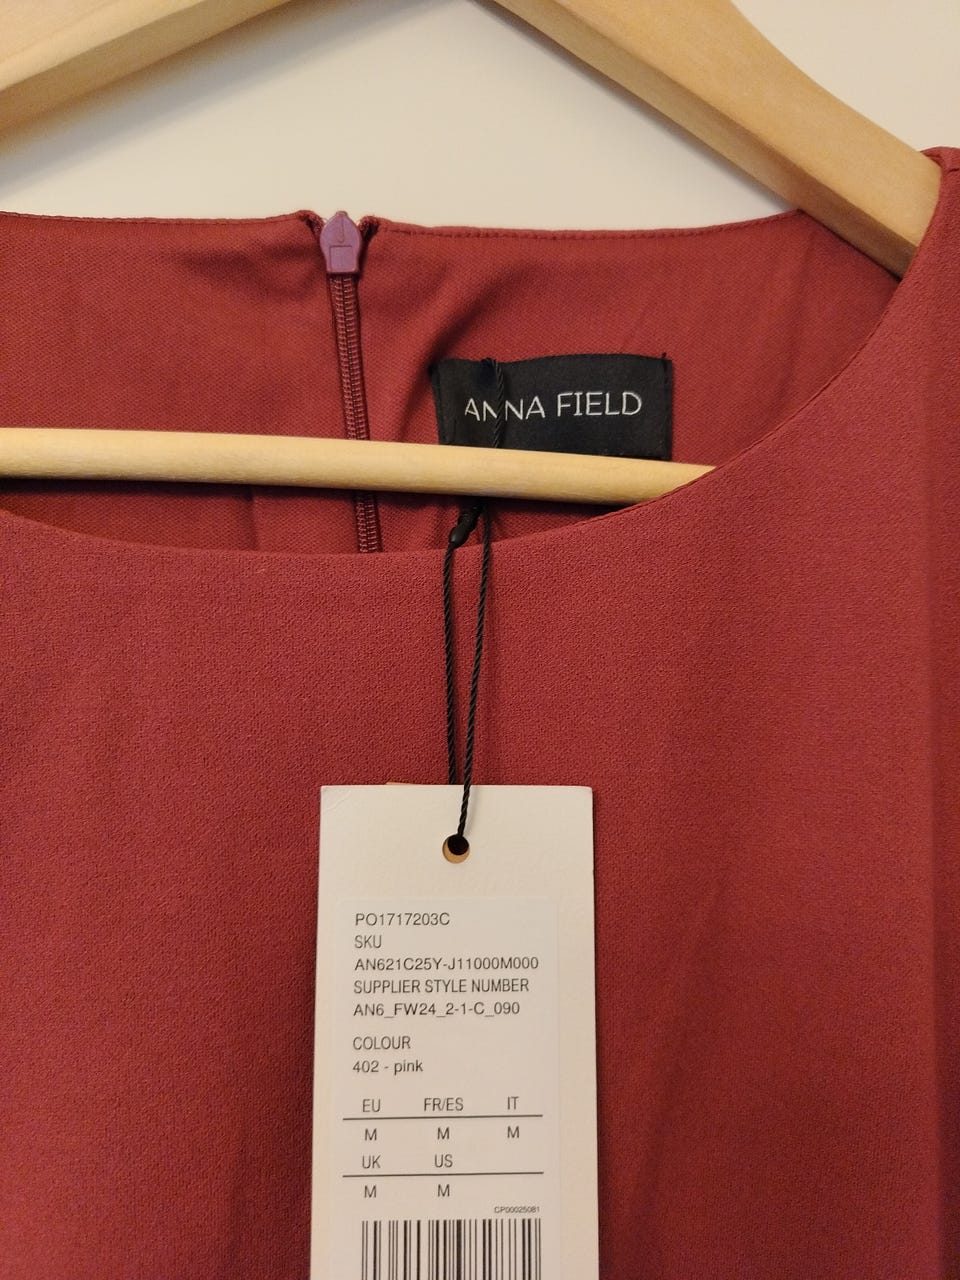 ANNA FIELD
PO1717203C
SKU
AN621C25Y-J11000M000
SUPPLIER STYLE NUMBER
AN6_FW24_2-1-C_090
COLOUR
402 - pink
EU FR/ES IT
M M M
UK US
M M
CP00025081